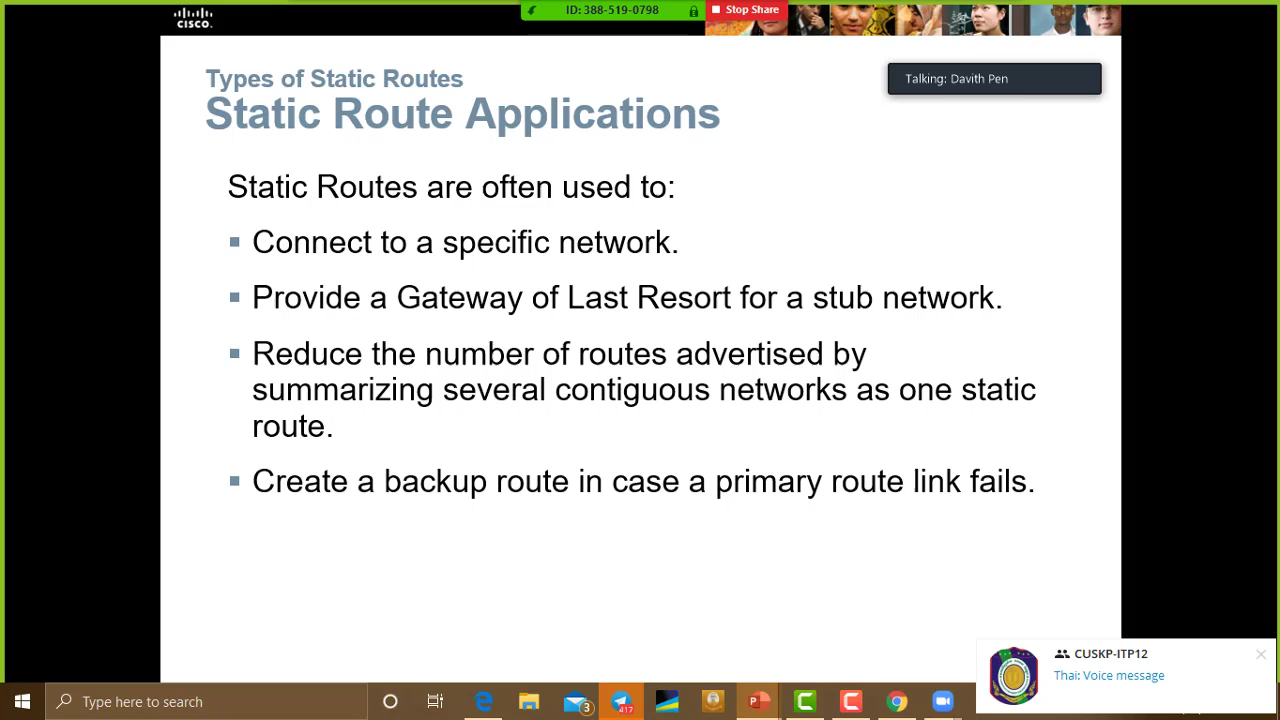 CISCO.
ID: 388-519-0798
Stop Share
Types of Static Routes
Talking: Davith Pen
Static Route Applications
Static Routes are often used to:
Connect to a specific network.
Provide a Gateway of Last Resort for a stub network.
Reduce the number of routes advertised by
summarizing several contiguous networks as one static
route.
Create a backup route in case a primary route link fails.
CUSKP-ITP12
Thai: Voice message
Type here to search
3
417